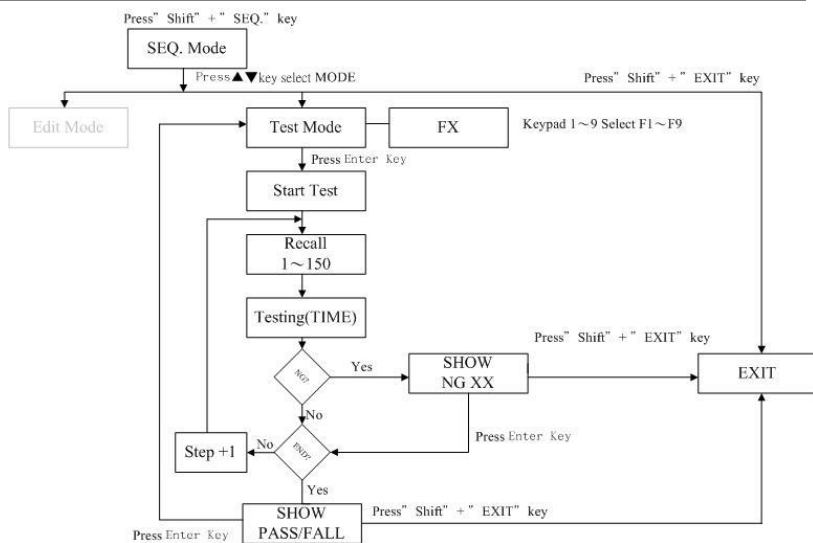 Press” Shift” + “ SEQ.” key
SEQ. Mode
Press▲▼key select MODE
Press” Shift” + “ EXIT” key
Edit Mode
Test Mode
FX
Keypad 1～9 Select F1～F9
Press Enter Key
Start Test
Recall
1～150
Testing(TIME)
Press” Shift” + “ EXIT” key
NG?
Yes
SHOW
NG XX
EXIT
No
Press Enter Key
Step +1
No
END?
Yes
SHOW
PASS/FALL
Press” Shift” + “ EXIT” key
Press Enter Key